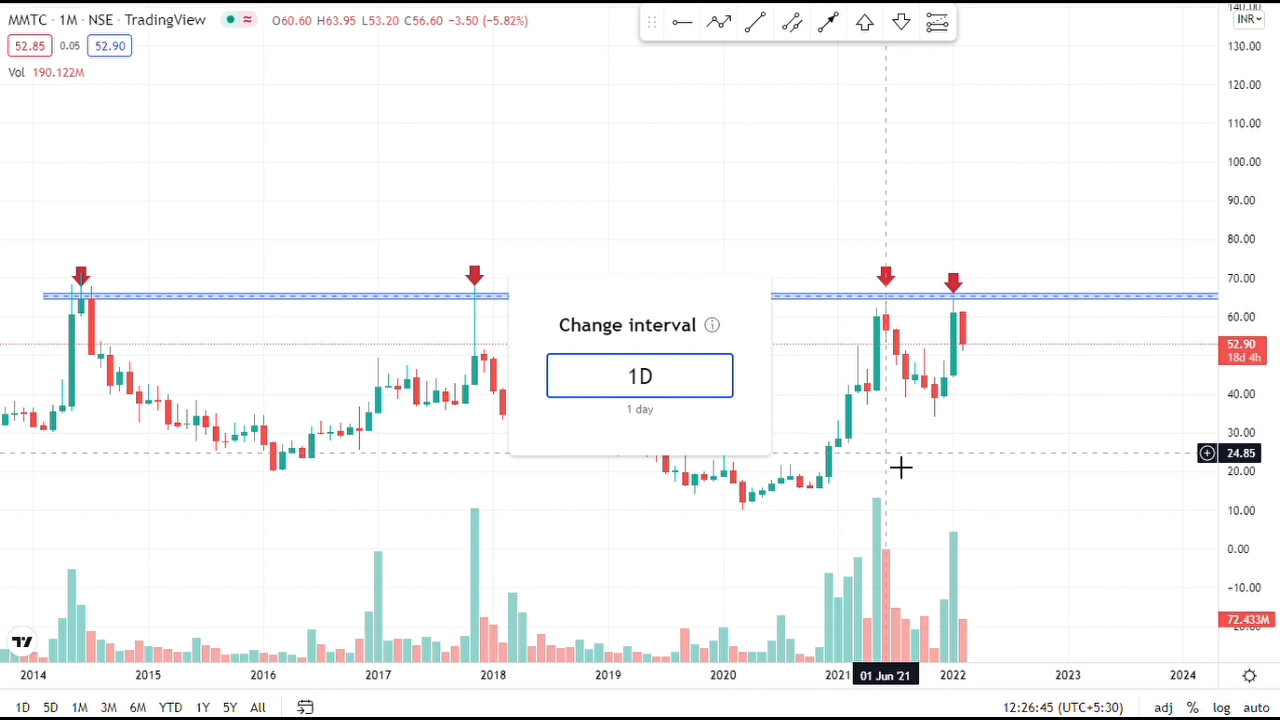 MMTC · 1M · NSE · TradingView
O60.60 H63.95 L53.20 C56.60 −3.50 (−5.82%)
52.85 0.05 52.90
Vol 190.122M
INR
140.00
130.00
120.00
110.00
100.00
90.00
80.00
70.00
60.00
52.90
18d 4h
40.00
30.00
24.85
20.00
10.00
0.00
−10.00
72.433M
Change interval
1D
1 day
2014 2015 2016 2017 2018 2019 2020 2021 01 Jun '21 2022 2023 2024
1D 5D 1M 3M 6M YTD 1Y 5Y All
12:26:45 (UTC+5:30) adj % log auto